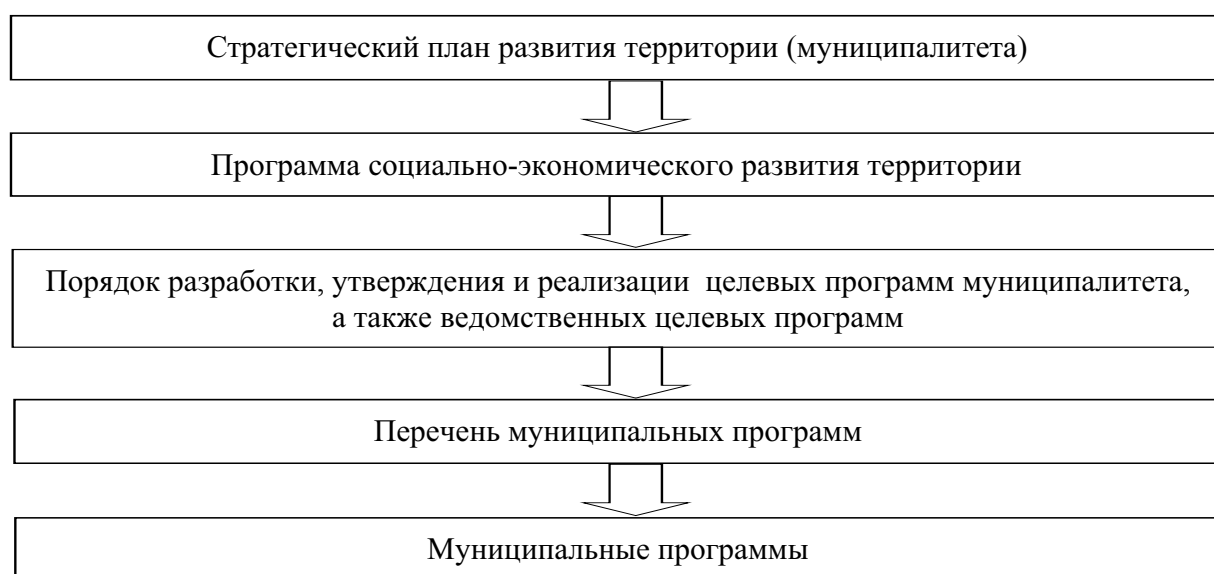 Стратегический план развития территории (муниципалитета)
Программа социально-экономического развития территории
Порядок разработки, утверждения и реализации целевых программ муниципалитета,
а также ведомственных целевых программ
Перечень муниципальных программ
Муниципальные программы